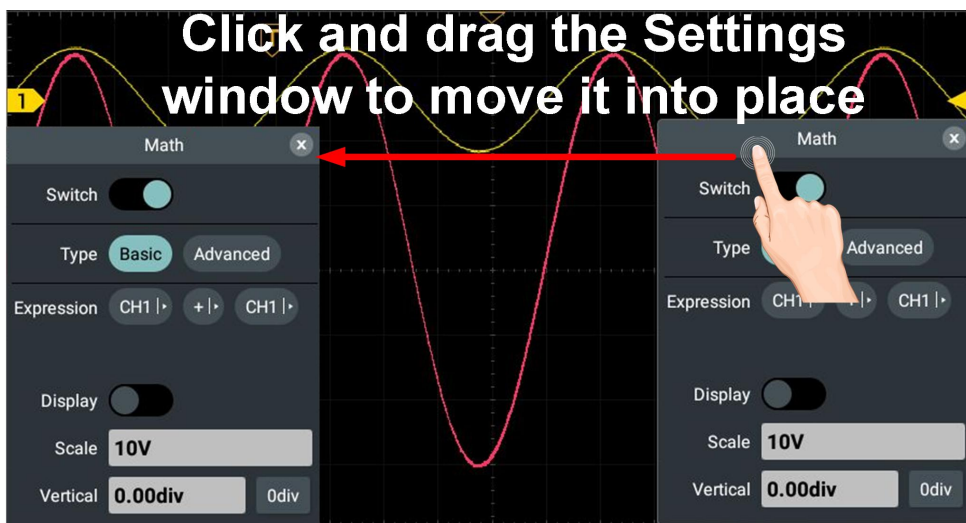 Click and drag the Settings
window to move it into place
1
Math x
Switch
Type Basic Advanced
Expression CH1 + CH1
Display
Scale 10V
Vertical 0.00div 0div
Math x
Switch
Type Advanced
Expression CH1 + CH1
Display
Scale 10V
Vertical 0.00div 0div